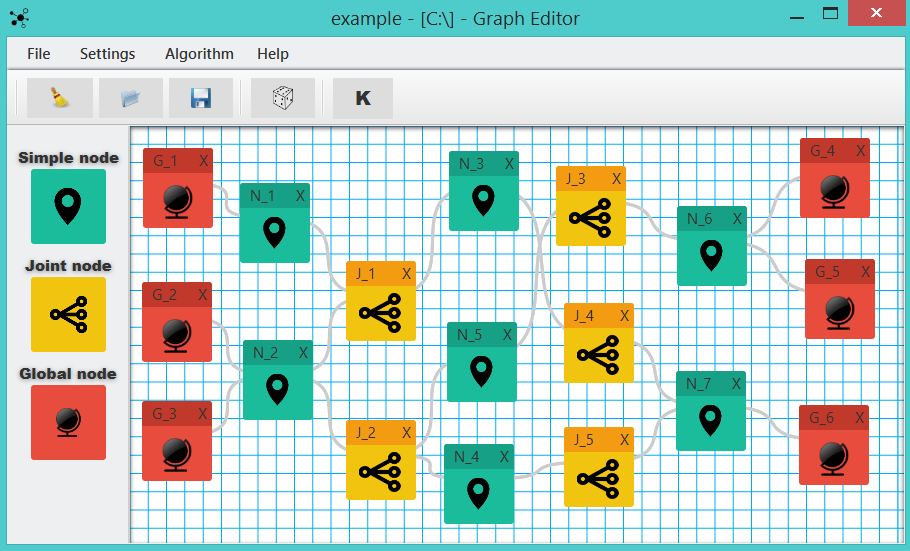 example - [C:\] - Graph Editor
File Settings Algorithm Help
K
Simple node
Joint node
Global node
G_1 X
N_1 X
G_2 X
N_2 X
G_3 X
J_1 X
J_2 X
N_3 X
N_5 X
N_4 X
J_3 X
J_4 X
J_5 X
N_6 X
N_7 X
G_4 X
G_5 X
G_6 X